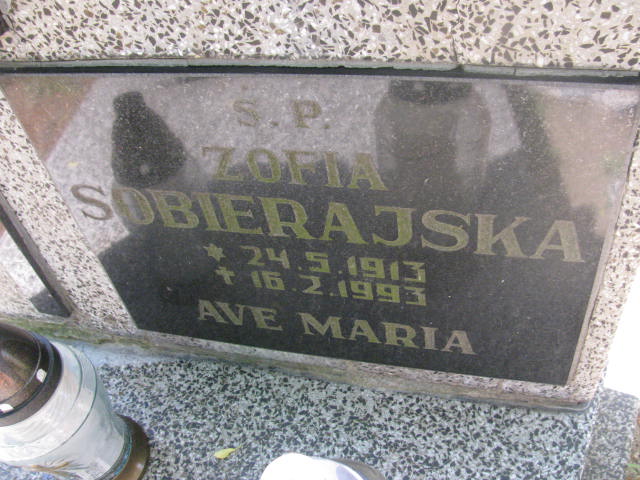 S. P.
ZOFIA
SOBIERAJSKA
* 24.5.1913
+ 16.2.1993
AVE MARIA